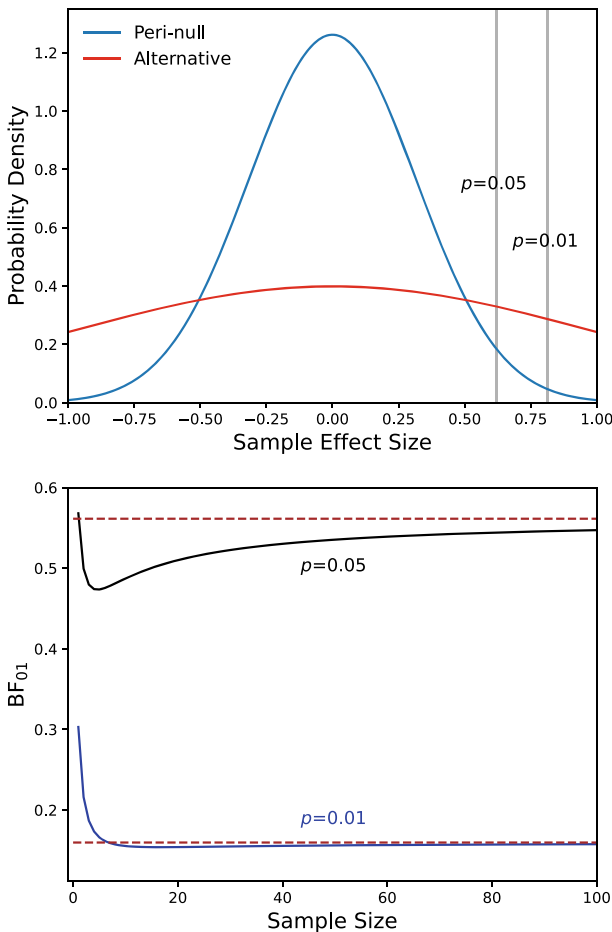 1.2
1.0
0.8
0.6
0.4
0.2
0.0
Probability Density
Peri-null
Alternative
p=0.05
p=0.01
−1.00 −0.75 −0.50 −0.25 0.00 0.25 0.50 0.75 1.00
Sample Effect Size
0.6
0.5
0.4
0.3
0.2
BF01
p=0.05
p=0.01
0 20 40 60 80 100
Sample Size